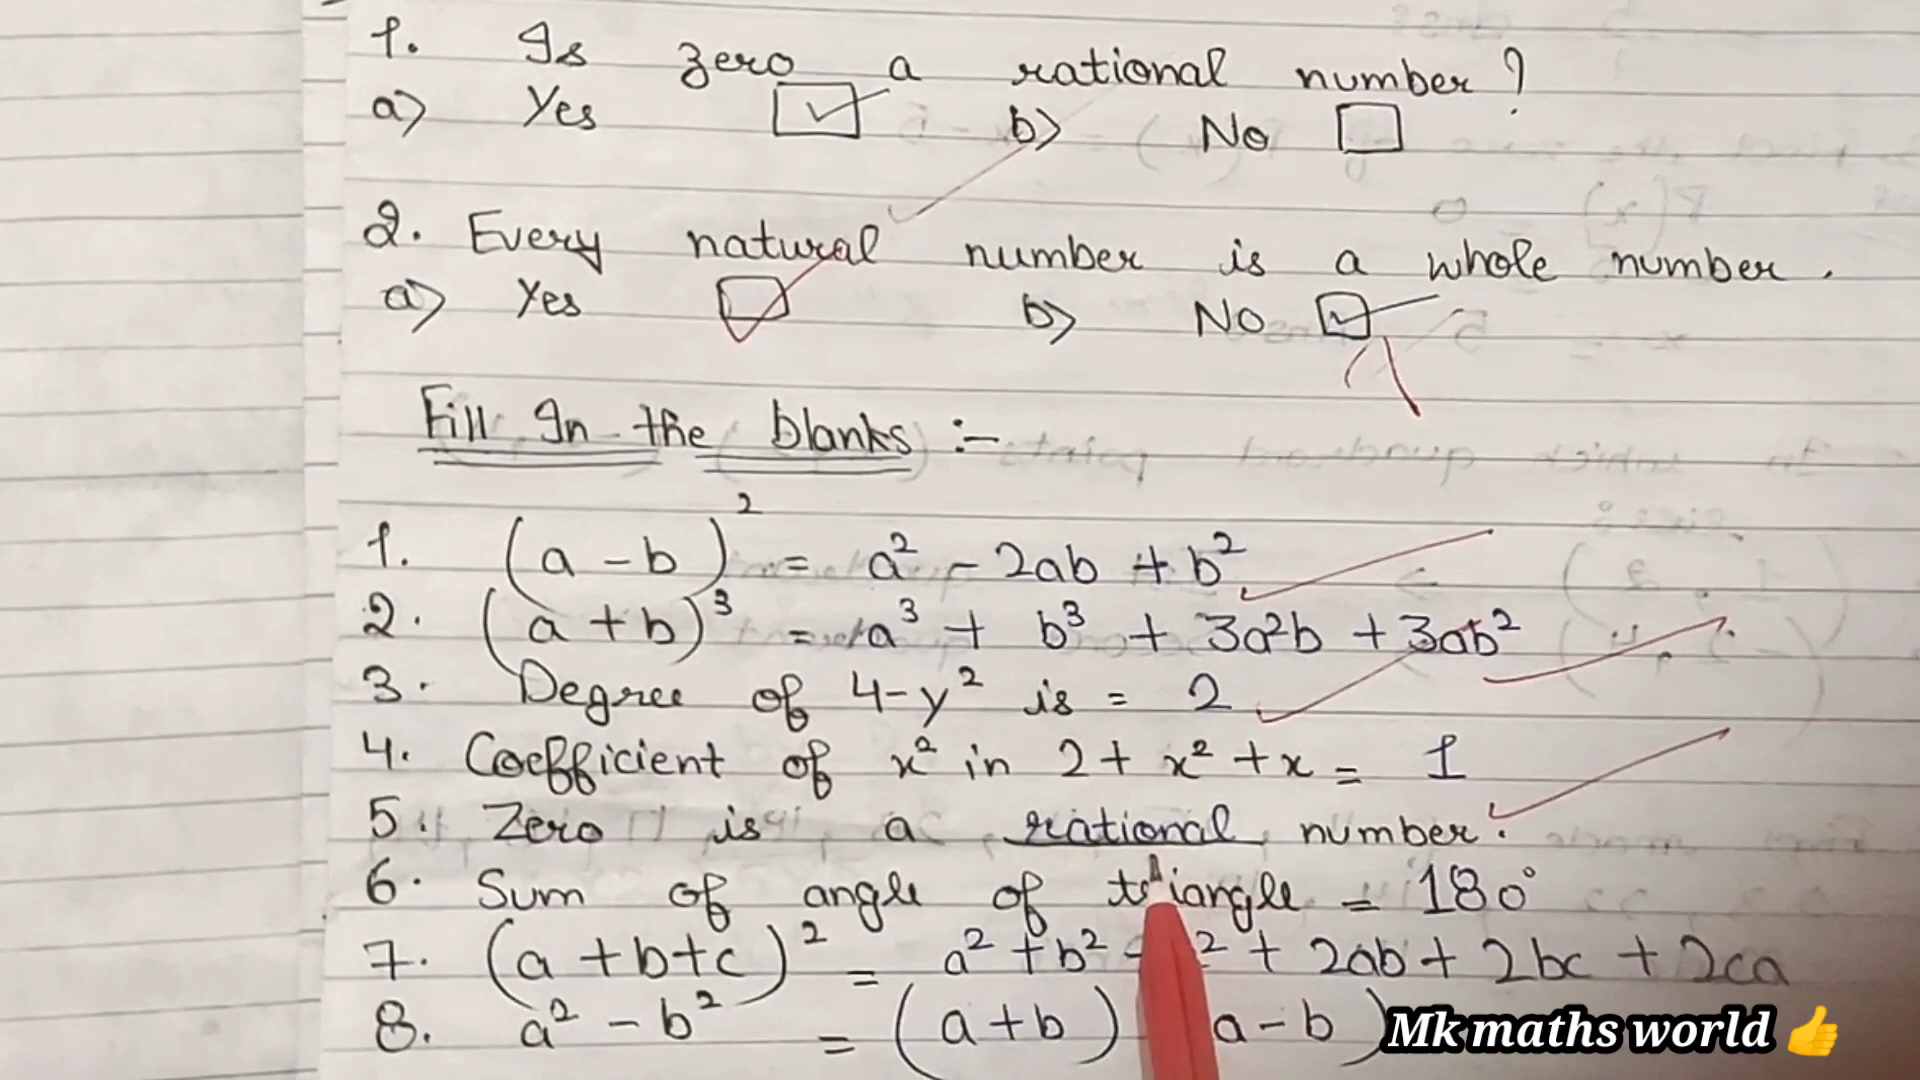 1. Is zero a rational number?
a) Yes b) No
2. Every natural number is a whole number.
a) Yes b) No
Fill In the blanks :-
1. (a - b)² = a² - 2ab + b²
2. (a + b)³ = a³ + b³ + 3a²b + 3ab²
3. Degree of 4-y² is = 2
4. Coefficient of x² in 2 + x² + x = 1
5. Zero is a rational number.
6. Sum of angle of triangle = 180°
7. (a + b + c)² = a² + b² ² + 2ab + 2bc + 2ca
8. a² - b² = (a + b) a - b)
Mk maths world 👍